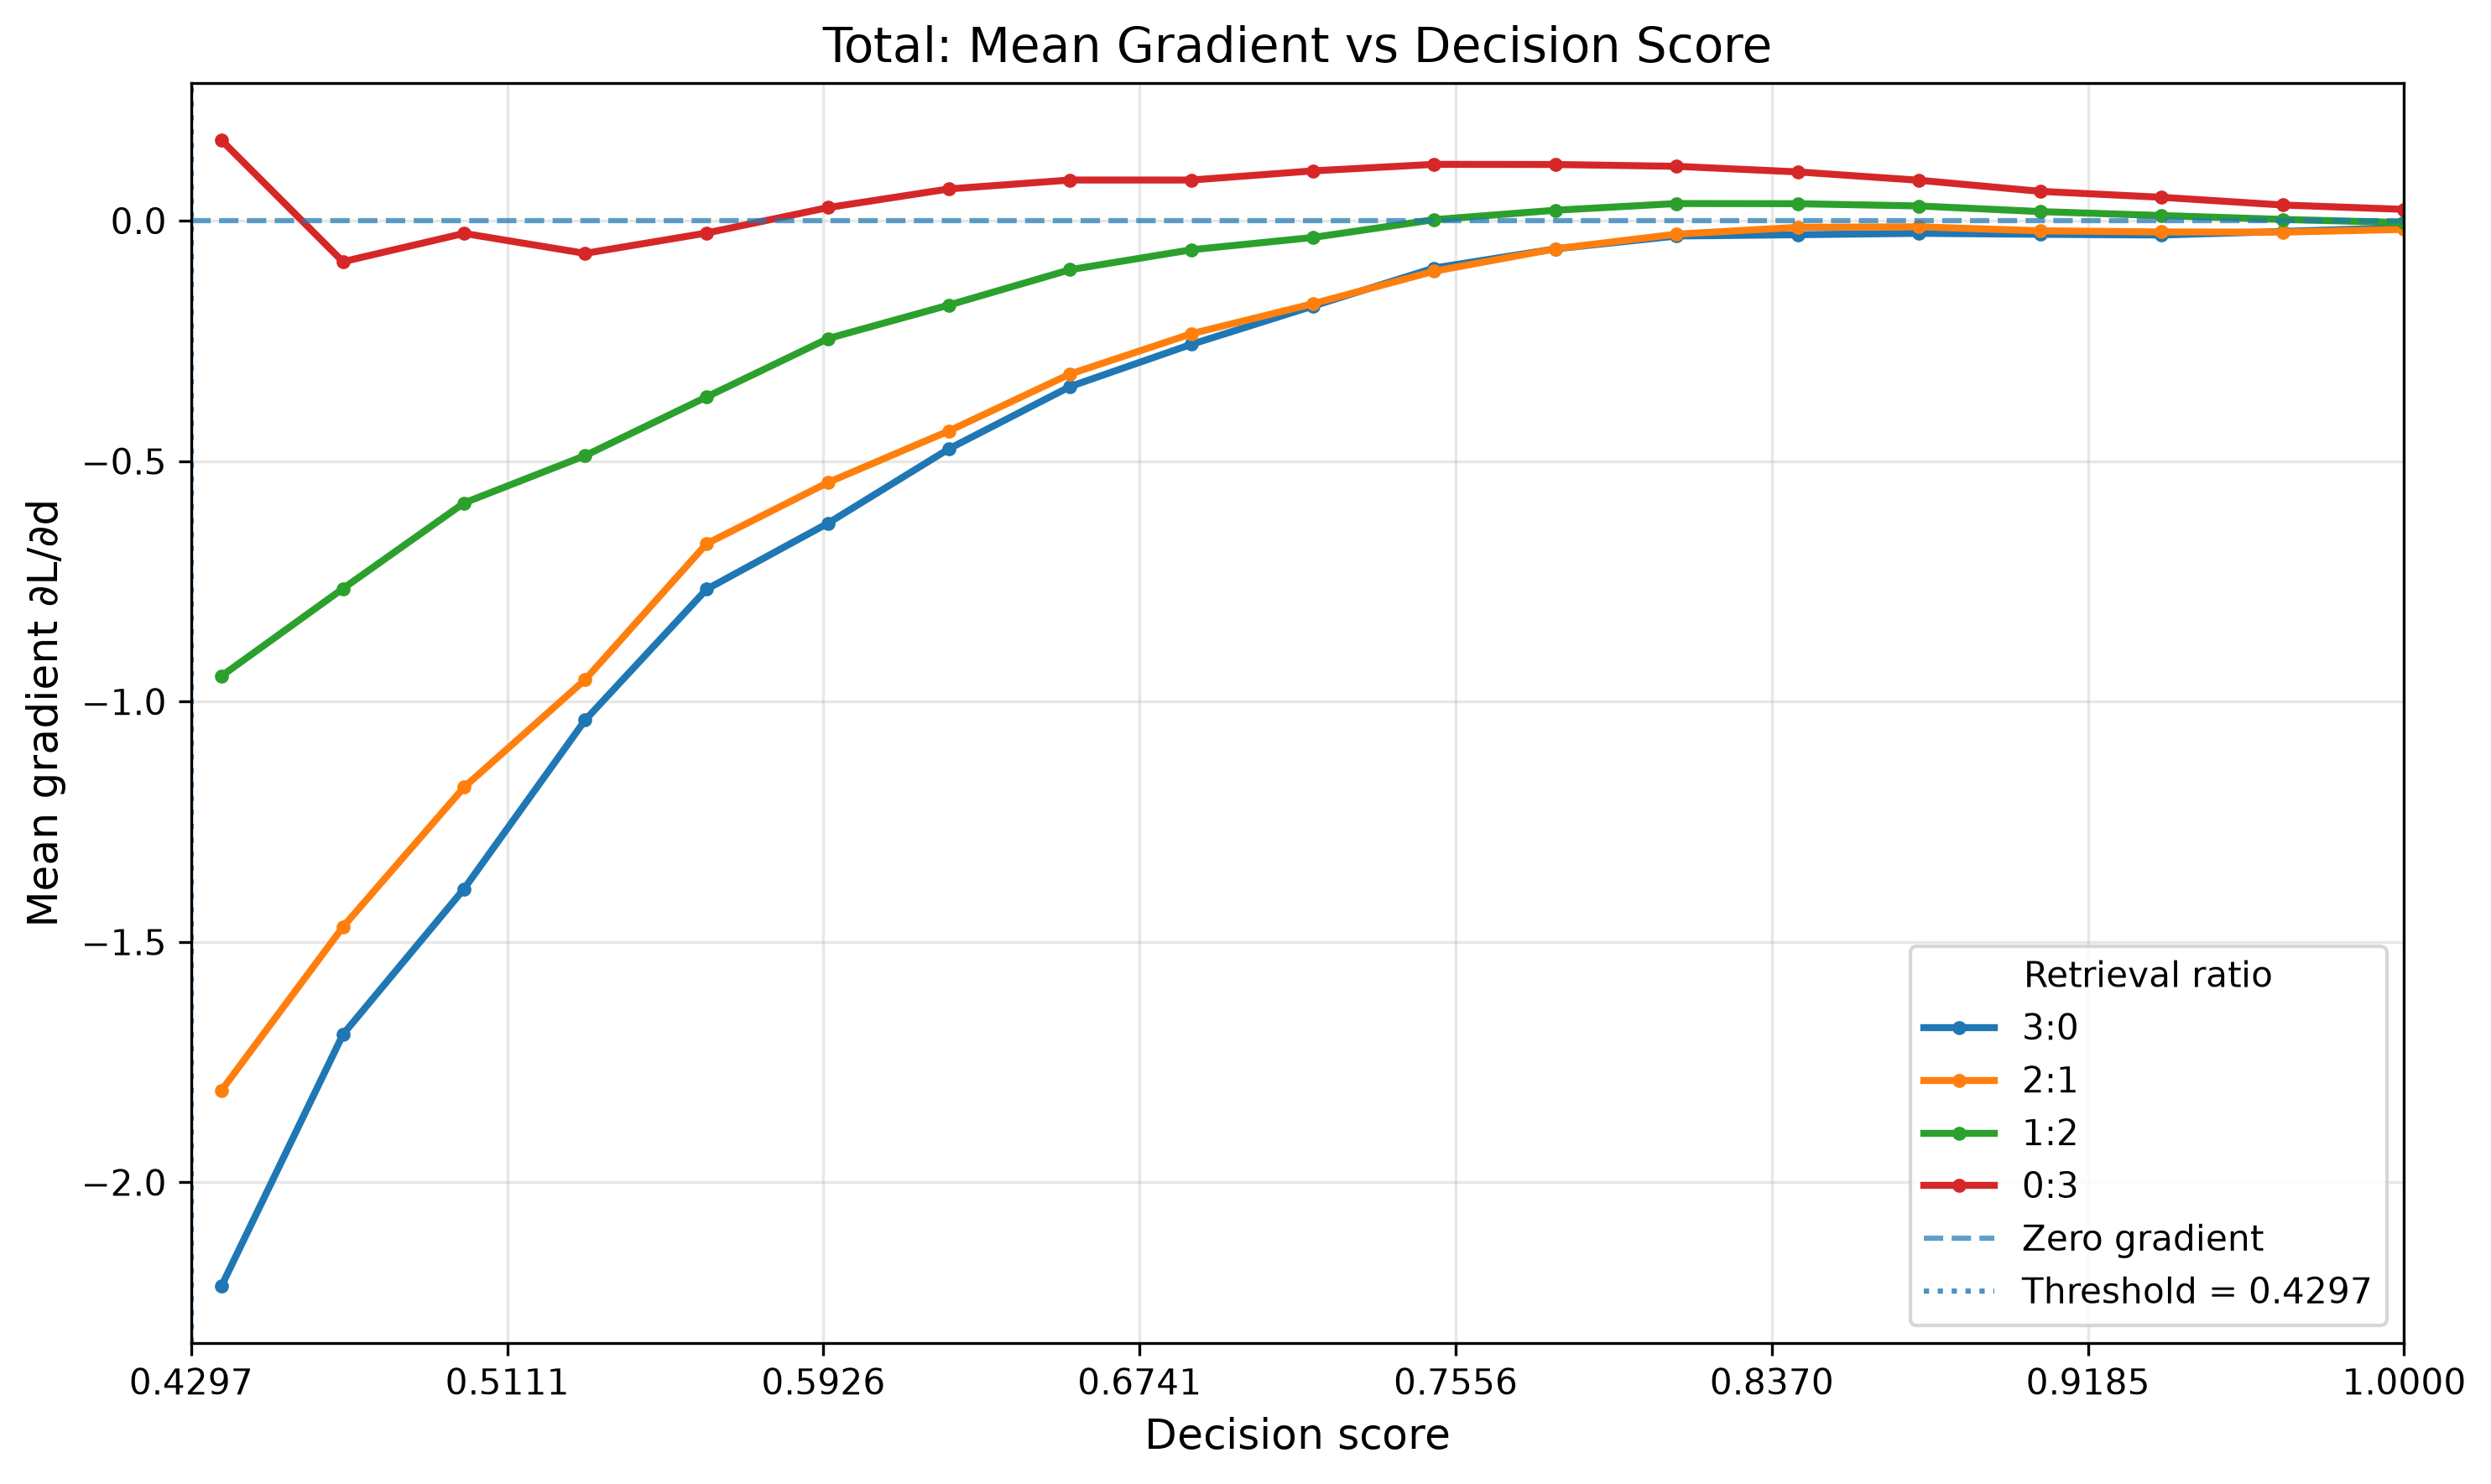 Total: Mean Gradient vs Decision Score
Mean gradient ∂L/∂d
0.0
−0.5
−1.0
−1.5
−2.0
Retrieval ratio
3:0
2:1
1:2
0:3
Zero gradient
Threshold = 0.4297
0.4297 0.5111 0.5926 0.6741 0.7556 0.8370 0.9185 1.0000
Decision score